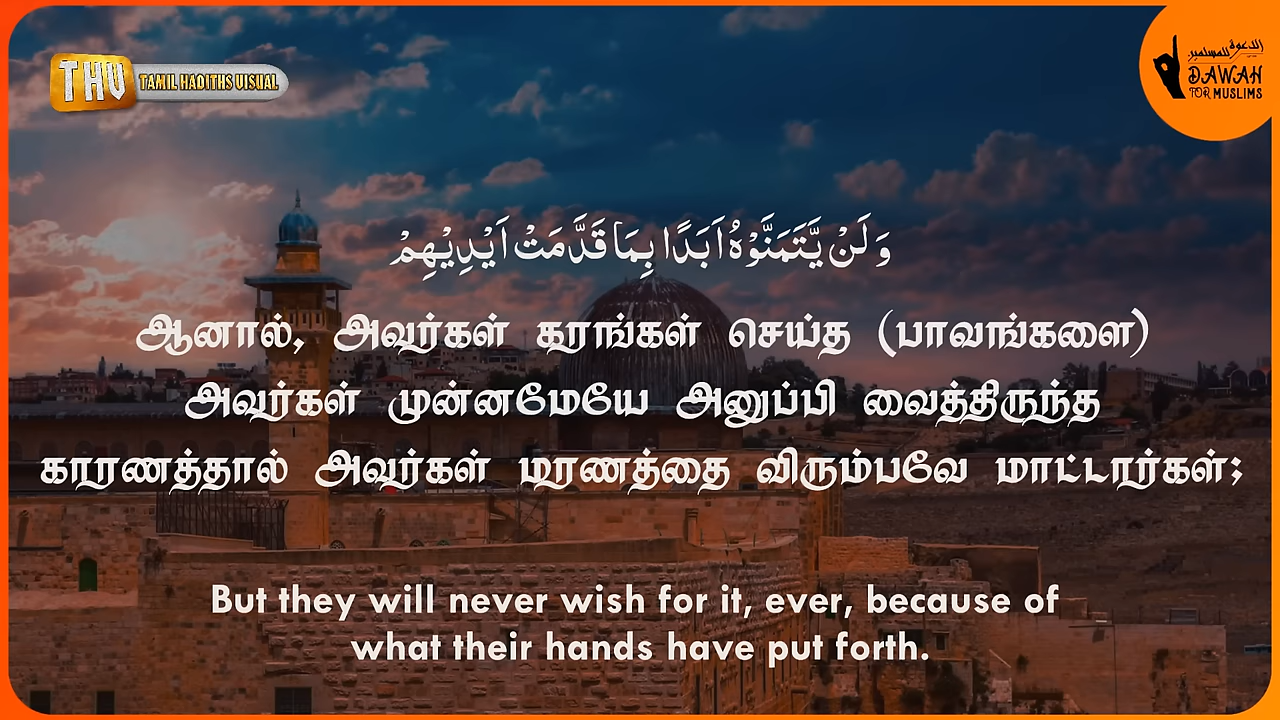 THV
TAMIL HADITHS VISUAL
الدعوة للمسلمين
DAWAH
FOR MUSLIMS
وَلَنْ يَّتَمَنَّوْهُ اَبَدًا بِمَا قَدَّمَتْ اَيْدِيْهِمْ
ஆனால், அவர்கள் கரங்கள் செய்த (பாவங்களை)
அவர்கள் முன்னமேயே அனுப்பி வைத்திருந்த
காரணத்தால் அவர்கள் மரணத்தை விரும்பவே மாட்டார்கள்;
But they will never wish for it, ever, because of
what their hands have put forth.